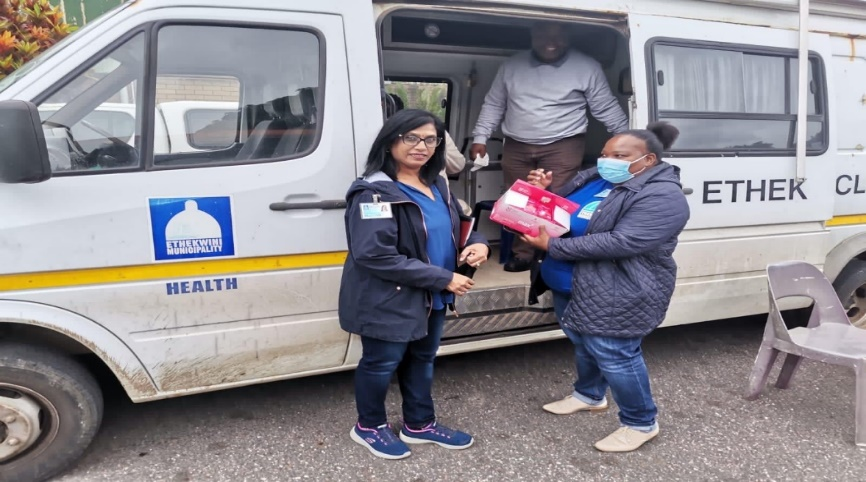 ETHEKWINI
MUNICIPALITY
HEALTH
ETHEK
CL